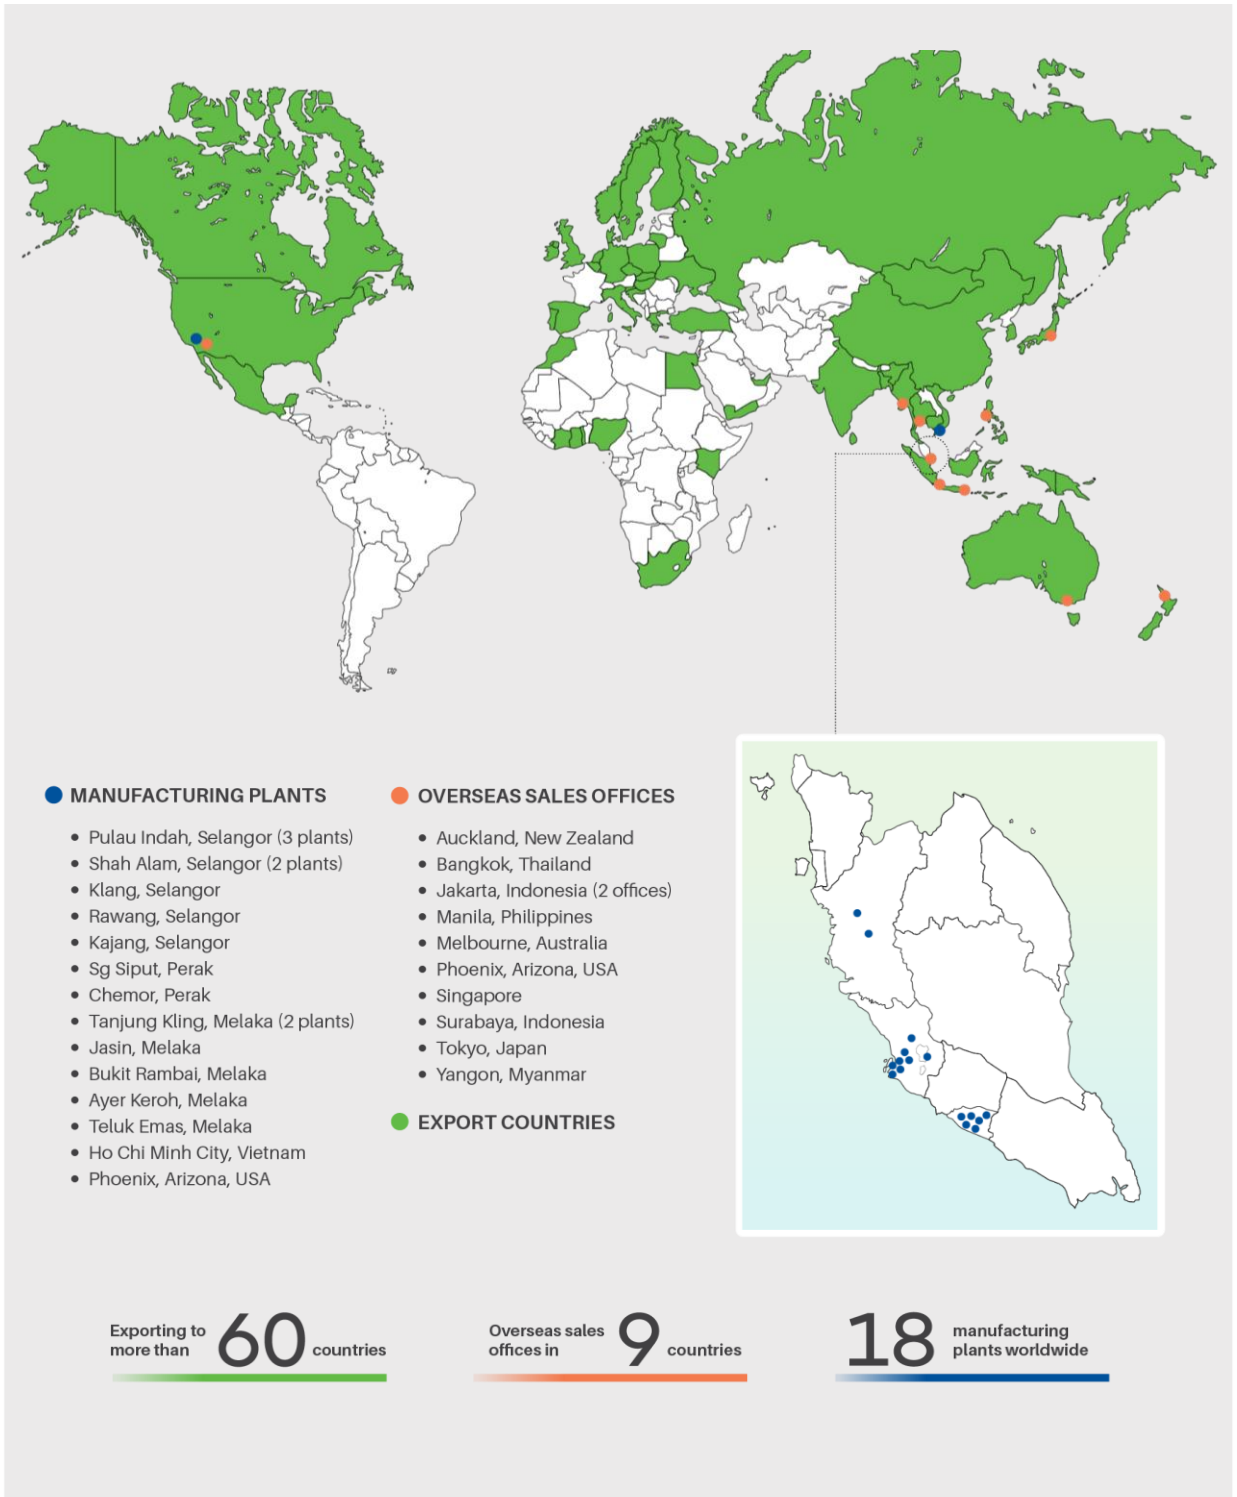 MANUFACTURING PLANTS
• Pulau Indah, Selangor (3 plants)
• Shah Alam, Selangor (2 plants)
• Klang, Selangor
• Rawang, Selangor
• Kajang, Selangor
• Sg Siput, Perak
• Chemor, Perak
• Tanjung Kling, Melaka (2 plants)
• Jasin, Melaka
• Bukit Rambai, Melaka
• Ayer Keroh, Melaka
• Teluk Emas, Melaka
• Ho Chi Minh City, Vietnam
• Phoenix, Arizona, USA
OVERSEAS SALES OFFICES
• Auckland, New Zealand
• Bangkok, Thailand
• Jakarta, Indonesia (2 offices)
• Manila, Philippines
• Melbourne, Australia
• Phoenix, Arizona, USA
• Singapore
• Surabaya, Indonesia
• Tokyo, Japan
• Yangon, Myanmar
EXPORT COUNTRIES
Exporting to
more than 60 countries
Overseas sales
offices in 9 countries
18 manufacturing
plants worldwide